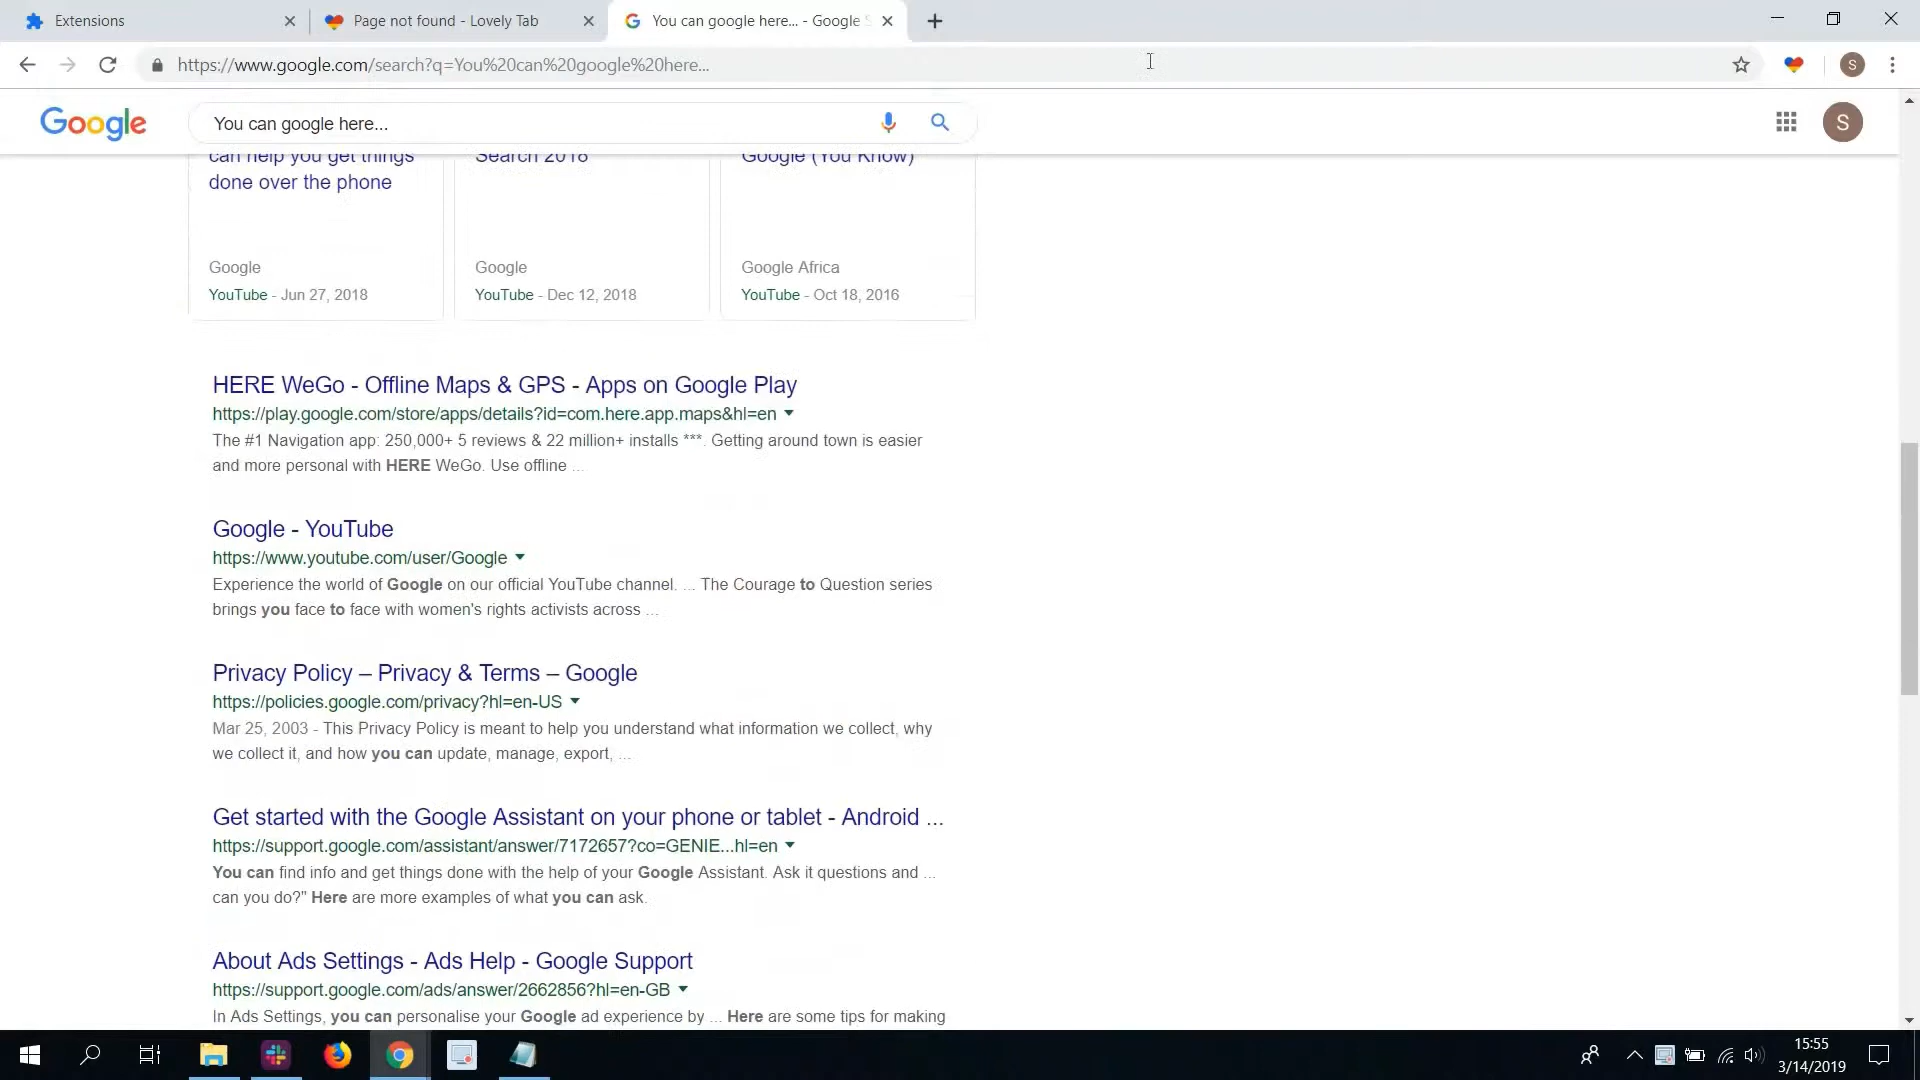 Extensions
Page not found - Lovely Tab
You can google here... - Google S
https://www.google.com/search?q=You%20can%20google%20here...
S
Google
You can google here...
S
can help you get things
done over the phone
Search 2018
Google (You Know)
Google
YouTube - Jun 27, 2018
Google
YouTube - Dec 12, 2018
Google Africa
YouTube - Oct 18, 2016
HERE WeGo - Offline Maps & GPS - Apps on Google Play
https://play.google.com/store/apps/details?id=com.here.app.maps&hl=en
The #1 Navigation app: 250,000+ 5 reviews & 22 million+ installs ***. Getting around town is easier
and more personal with HERE WeGo. Use offline ...
Google - YouTube
https://www.youtube.com/user/Google
Experience the world of Google on our official YouTube channel. ... The Courage to Question series
brings you face to face with women's rights activists across ...
Privacy Policy – Privacy & Terms – Google
https://policies.google.com/privacy?hl=en-US
Mar 25, 2003 - This Privacy Policy is meant to help you understand what information we collect, why
we collect it, and how you can update, manage, export, ...
Get started with the Google Assistant on your phone or tablet - Android ...
https://support.google.com/assistant/answer/7172657?co=GENIE...hl=en
You can find info and get things done with the help of your Google Assistant. Ask it questions and ...
can you do?" Here are more examples of what you can ask.
About Ads Settings - Ads Help - Google Support
https://support.google.com/ads/answer/2662856?hl=en-GB
In Ads Settings, you can personalise your Google ad experience by ... Here are some tips for making
15:55
3/14/2019